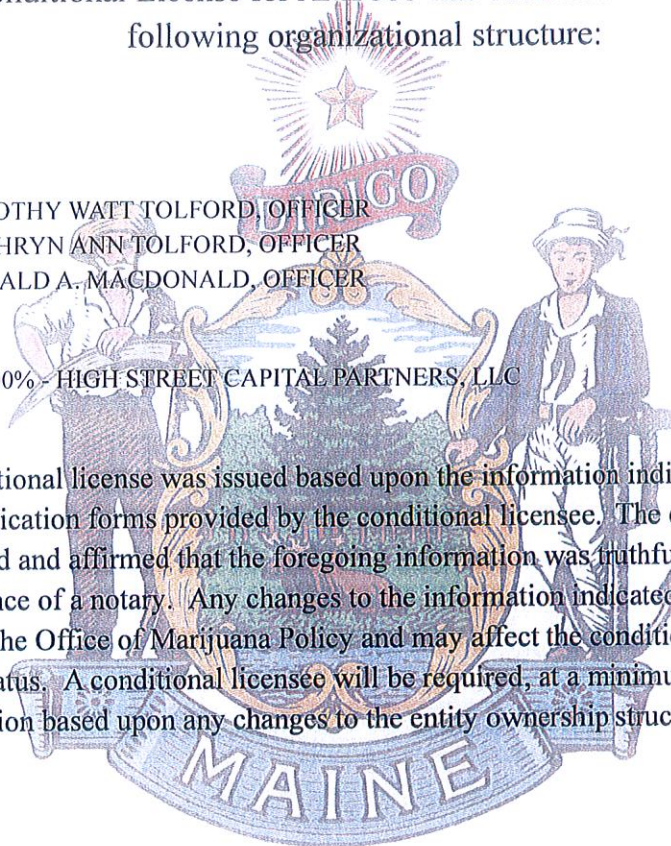 following organizational structure:
DIRIGO
OTHY WATT TOLFORD, OFFICER
HRYN ANN TOLFORD, OFFICER
ALD A. MACDONALD, OFFICER
0% - HIGH STREET CAPITAL PARTNERS, LLC
tional license was issued based upon the information indi
ication forms provided by the conditional licensee. The
d and affirmed that the foregoing information was truthfu
nce of a notary. Any changes to the information indicated
he Office of Marijuana Policy and may affect the conditi
atus. A conditional licensee will be required, at a minimu
ion based upon any changes to the entity ownership struc
MAINE